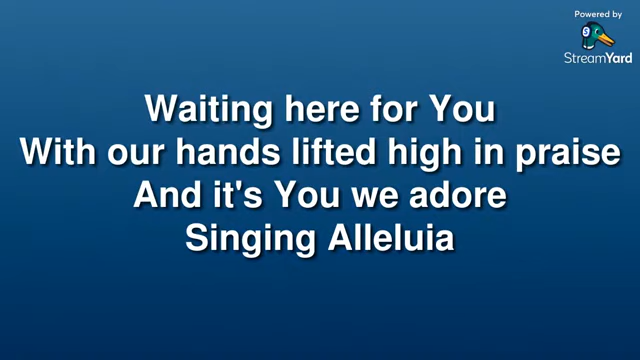 Powered by
StreamYard
Waiting here for You
With our hands lifted high in praise
And it's You we adore
Singing Alleluia